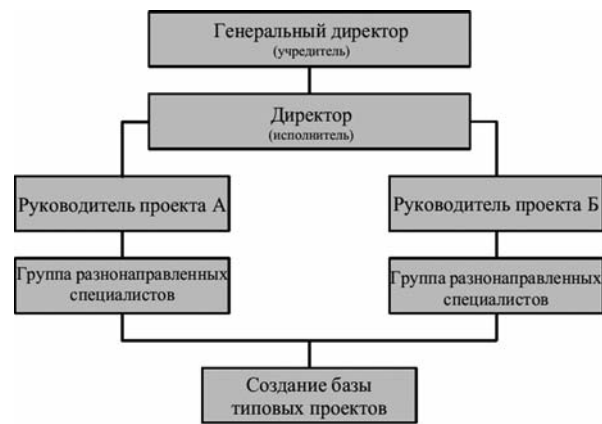 Генеральный директор
(учредитель)
Директор
(исполнитель)
Руководитель проекта А
Руководитель проекта Б
Группа разнонаправленных
специалистов
Группа разнонаправленных
специалистов
Создание базы
типовых проектов